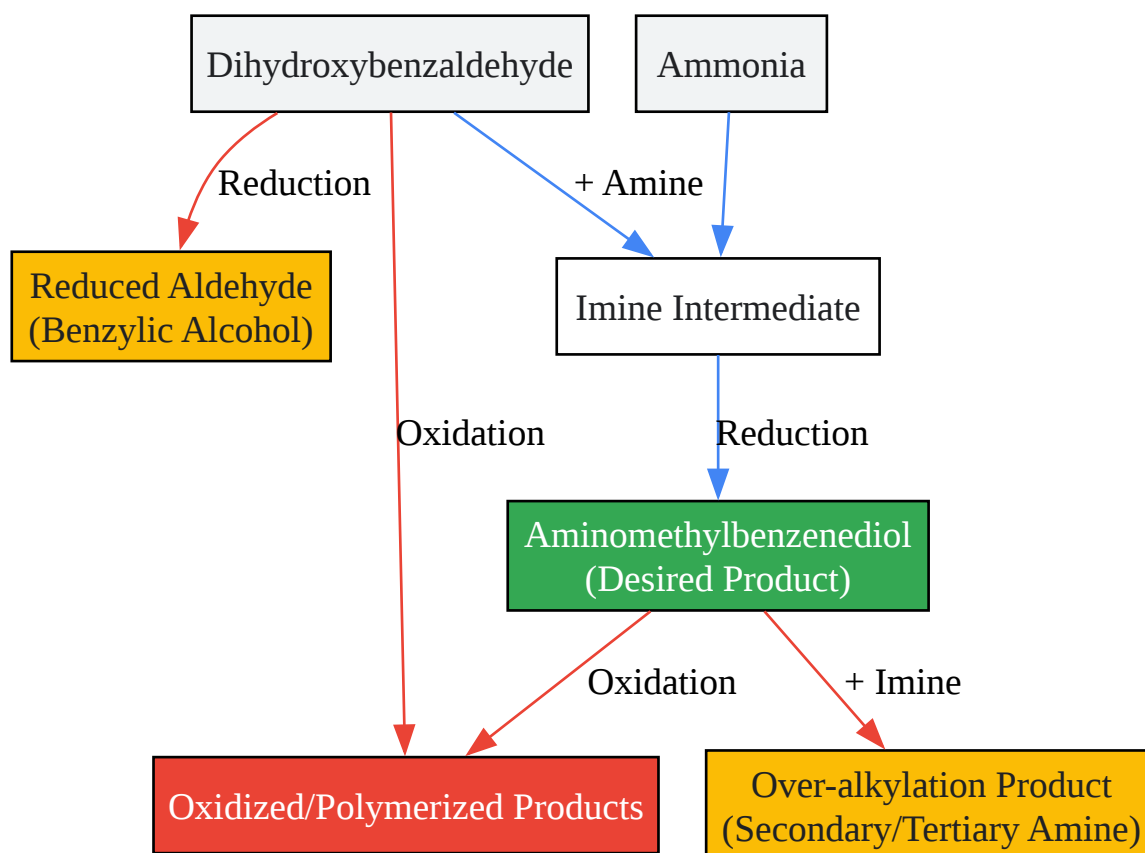 Dihydroxybenzaldehyde
Ammonia
Reduction
+ Amine
Reduced Aldehyde
(Benzylic Alcohol)
Imine Intermediate
Oxidation
Reduction
Aminomethylbenzenediol
(Desired Product)
Oxidation
+ Imine
Oxidized/Polymerized Products
Over-alkylation Product
(Secondary/Tertiary Amine)